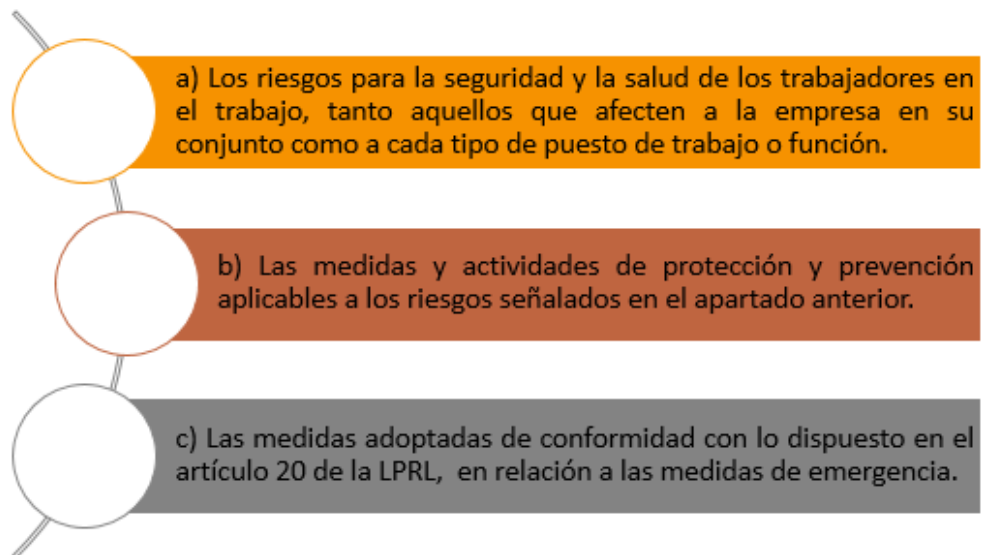 a) Los riesgos para la seguridad y la salud de los trabajadores en
el trabajo, tanto aquellos que afecten a la empresa en su
conjunto como a cada tipo de puesto de trabajo o función.
b) Las medidas y actividades de protección y prevención
aplicables a los riesgos señalados en el apartado anterior.
c) Las medidas adoptadas de conformidad con lo dispuesto en el
artículo 20 de la LPRL,  en relación a las medidas de emergencia.